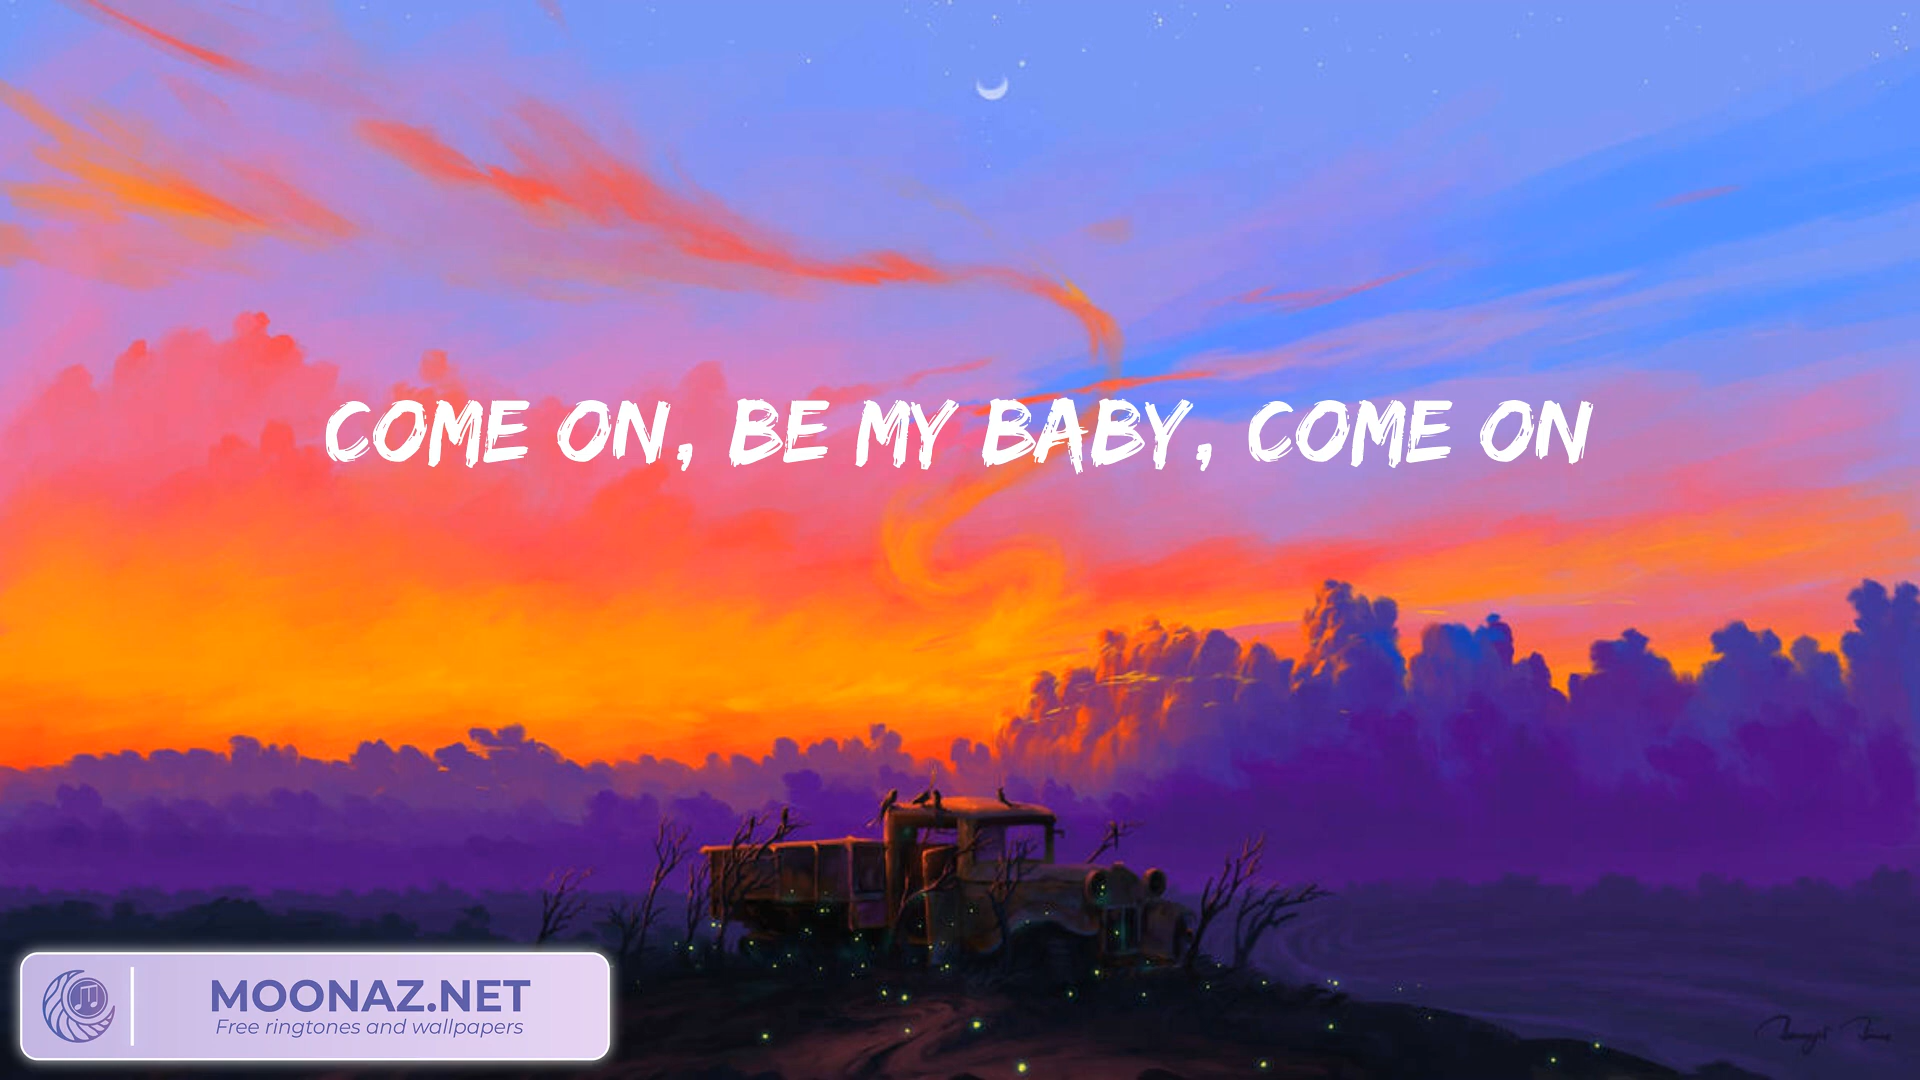 COME ON, BE MY BABY, COME ON
MOONAZ.NET
Free ringtones and wallpapers